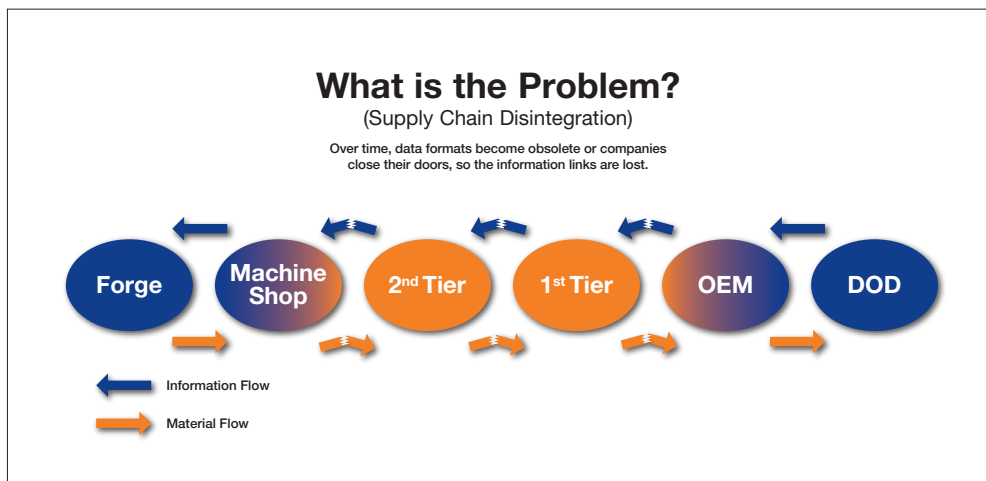 What is the Problem?
(Supply Chain Disintegration)
Over time, data formats become obsolete or companies
close their doors, so the information links are lost.
Forge
Machine
Shop
2nd Tier
1st Tier
OEM
DOD
Information Flow
Material Flow